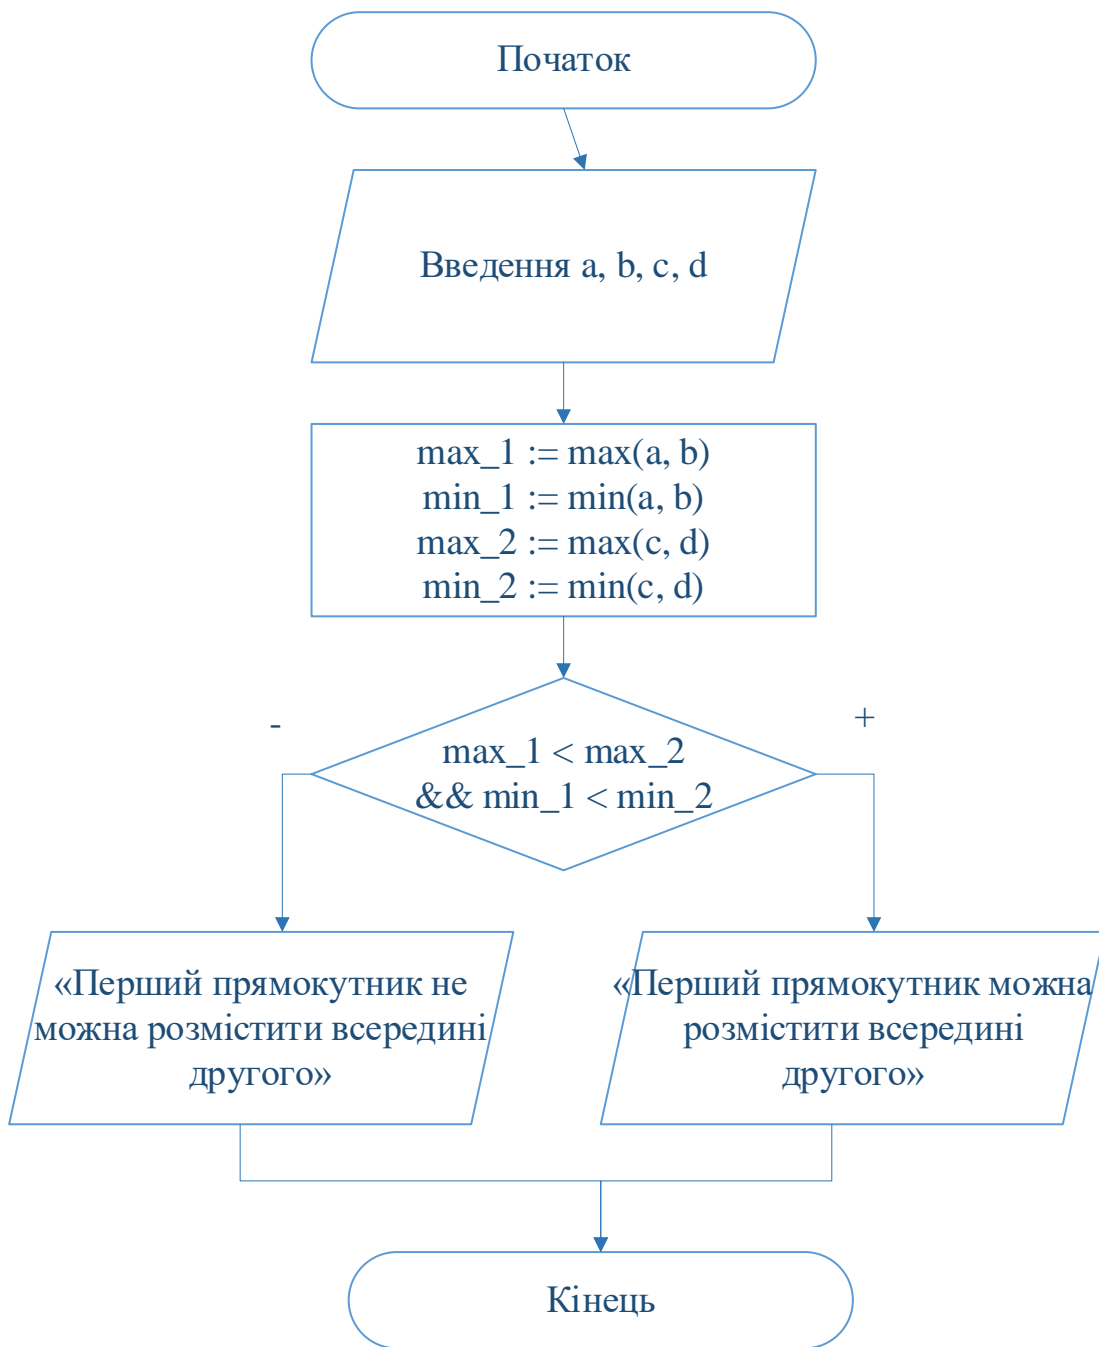 Початок
Введення a, b, c, d
max_1 := max(a, b)
min_1 := min(a, b)
max_2 := max(c, d)
min_2 := min(c, d)
-
+
max_1 < max_2
&& min_1 < min_2
«Перший прямокутник не
можна розмістити всередині
другого»
«Перший прямокутник можна
розмістити всередині
другого»
Кінець